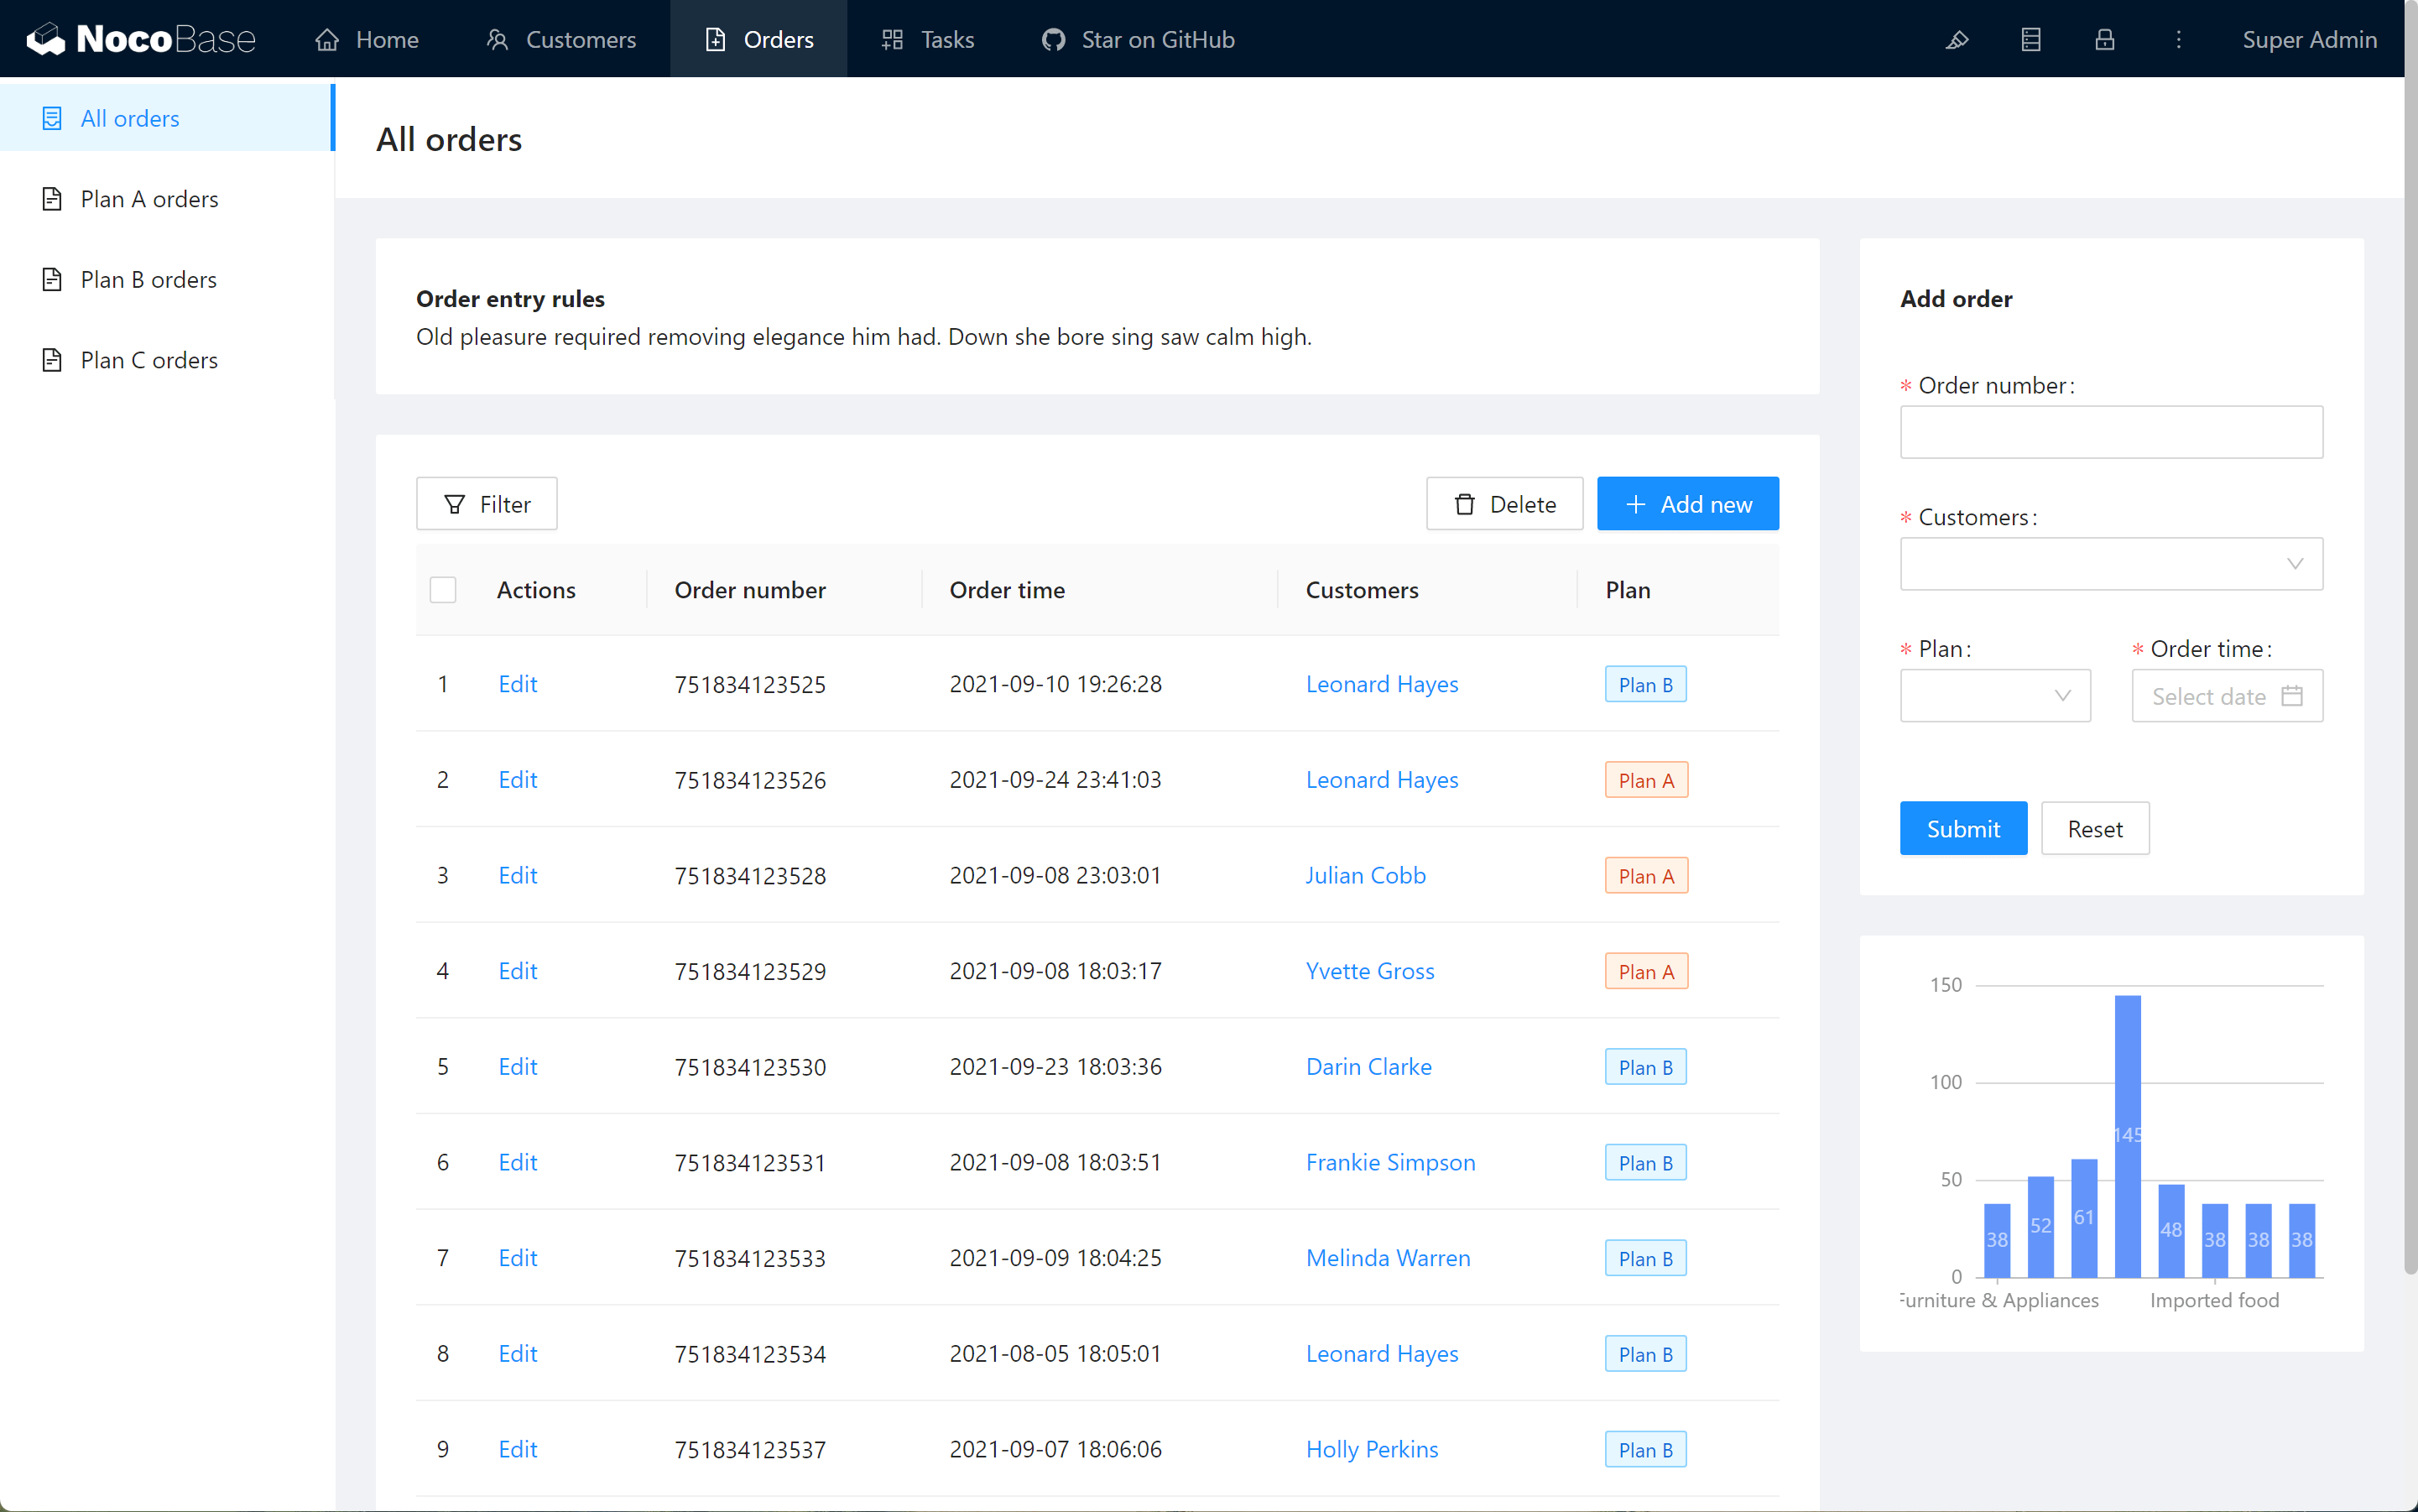 NocoBase
Home
Customers
Orders
Tasks
Star on GitHub
Super Admin
All orders
Plan A orders
Plan B orders
Plan C orders
All orders
Order entry rules
Old pleasure required removing elegance him had. Down she bore sing saw calm high.
Filter
Delete
Add new
Actions Order number Order time Customers Plan
1 Edit 751834123525 2021-09-10 19:26:28 Leonard Hayes Plan B
2 Edit 751834123526 2021-09-24 23:41:03 Leonard Hayes Plan A
3 Edit 751834123528 2021-09-08 23:03:01 Julian Cobb Plan A
4 Edit 751834123529 2021-09-08 18:03:17 Yvette Gross Plan A
5 Edit 751834123530 2021-09-23 18:03:36 Darin Clarke Plan B
6 Edit 751834123531 2021-09-08 18:03:51 Frankie Simpson Plan B
7 Edit 751834123533 2021-09-09 18:04:25 Melinda Warren Plan B
8 Edit 751834123534 2021-08-05 18:05:01 Leonard Hayes Plan B
9 Edit 751834123537 2021-09-07 18:06:06 Holly Perkins Plan B
Add order
* Order number:
* Customers:
* Plan: * Order time:
Select date
Submit Reset
150
100
50
0
38 52 61 145 48 38 38 38
Furniture & Appliances Imported food